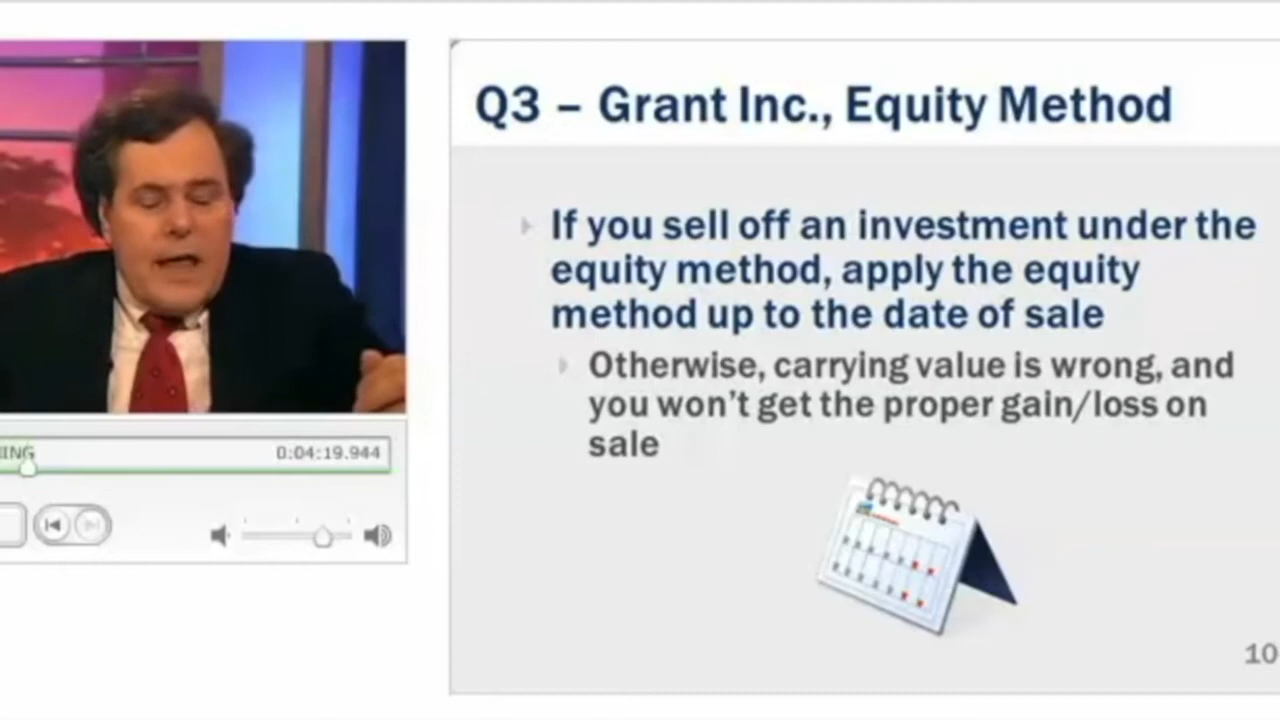 Q3 – Grant Inc., Equity Method
If you sell off an investment under the
equity method, apply the equity
method up to the date of sale
Otherwise, carrying value is wrong, and
you won’t get the proper gain/loss on
sale
ING
0:04:19.944
10